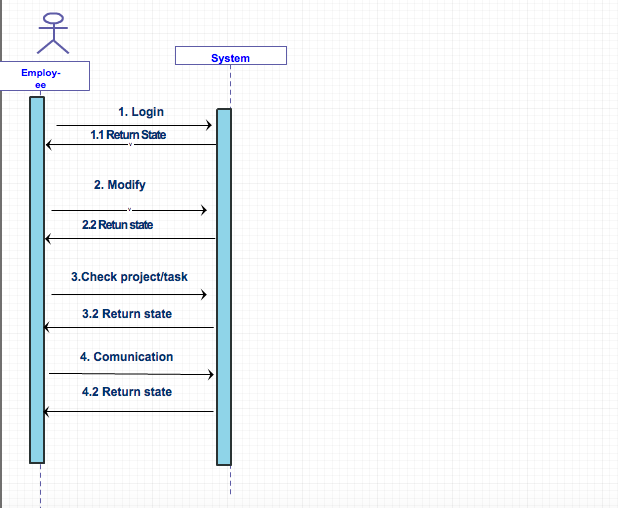 System
Employ-
ee
1. Login
1.1 Return State
2. Modify
2.2 Retun state
3.Check project/task
3.2 Return state
4. Comunication
4.2 Return state